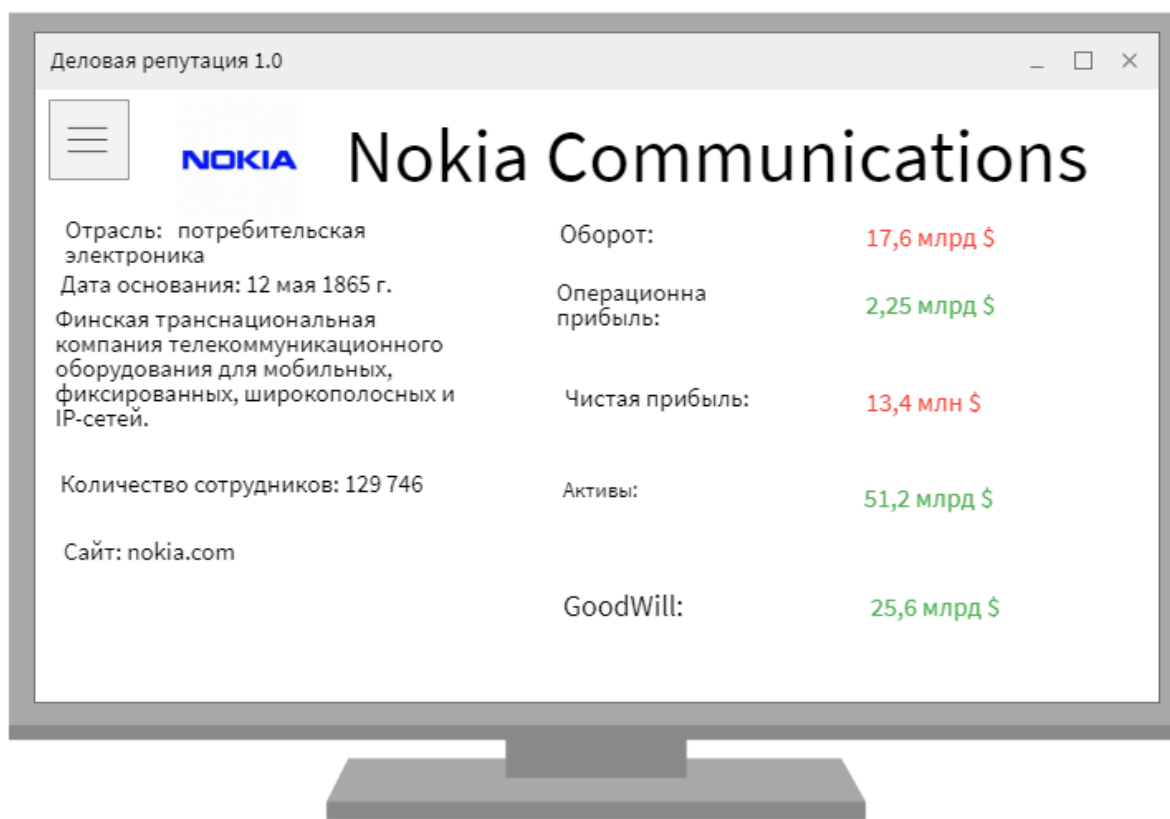 Деловая репутация 1.0
NOKIA
Nokia Communications
Отрасль: потребительская
электроника
Дата основания: 12 мая 1865 г.
Финская транснациональная
компания телекоммуникационного
оборудования для мобильных,
фиксированных, широкополосных и
IP-сетей.
Количество сотрудников: 129 746
Сайт: nokia.com
Оборот: 17,6 млрд $
Операционна
прибыль: 2,25 млрд $
Чистая прибыль: 13,4 млн $
Активы: 51,2 млрд $
GoodWill: 25,6 млрд $